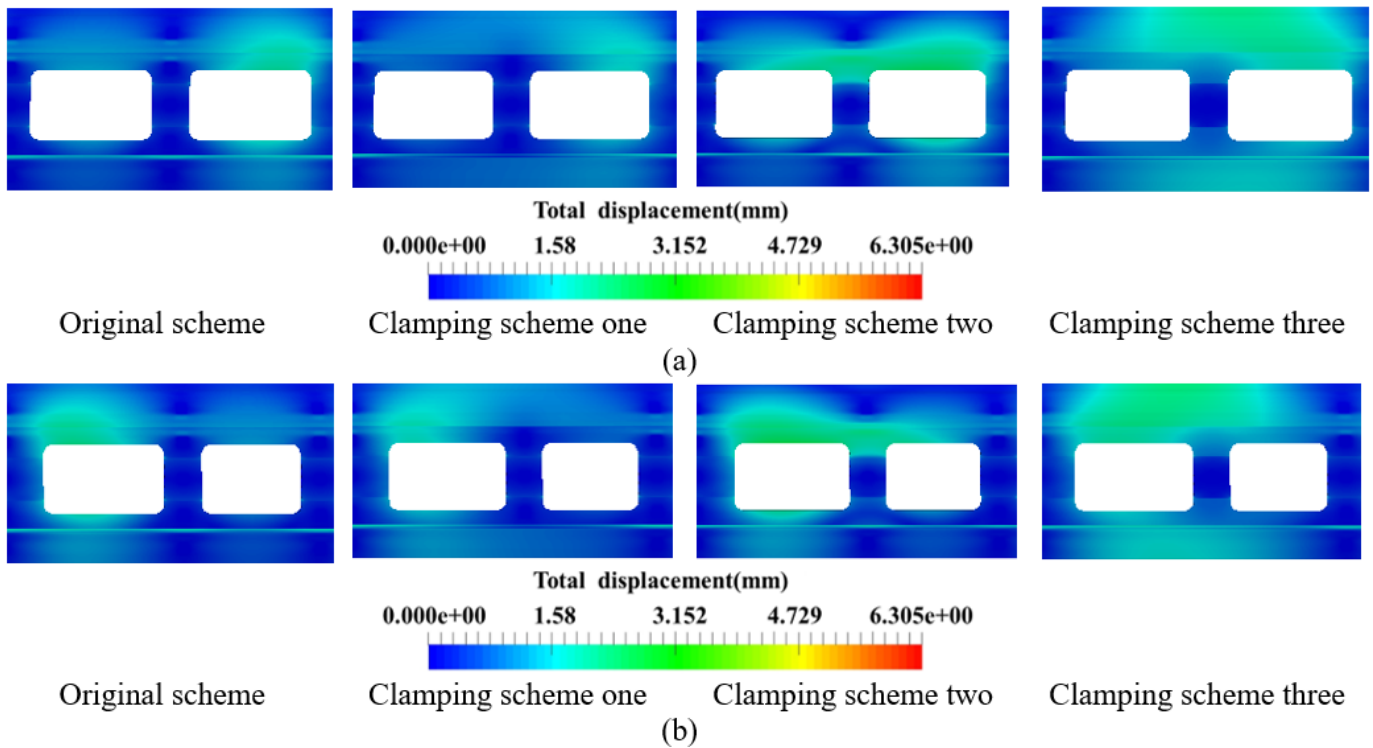 Total displacement(mm)
0.000e+00 1.58 3.152 4.729 6.305e+00
Original scheme Clamping scheme one Clamping scheme two Clamping scheme three
(a)
Total displacement(mm)
0.000e+00 1.58 3.152 4.729 6.305e+00
Original scheme Clamping scheme one Clamping scheme two Clamping scheme three
(b)